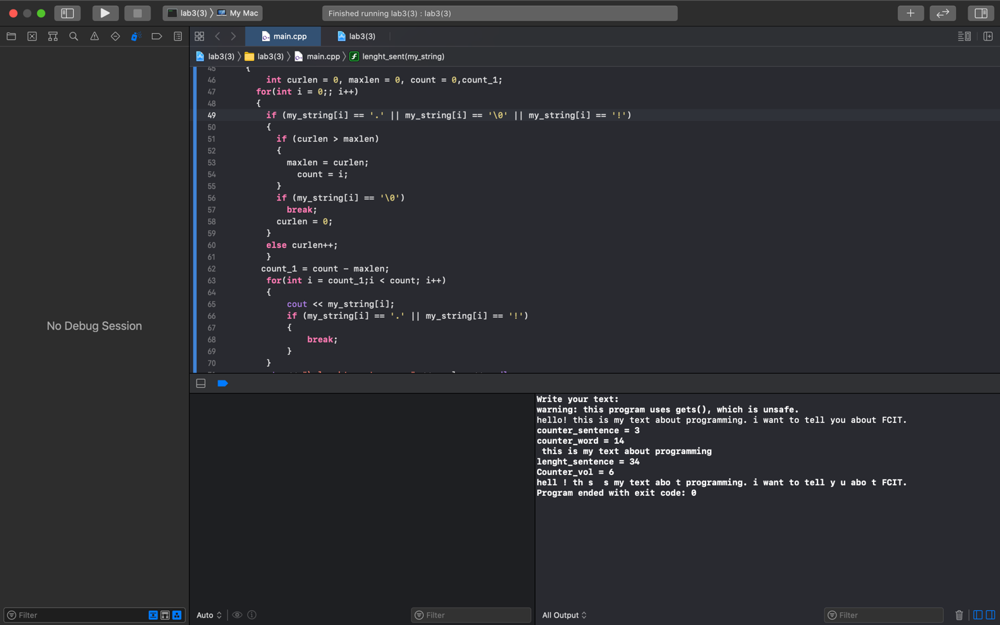 lab3(3) 〉 My Mac
Finished running lab3(3) : lab3(3)
main.cpp
lab3(3)
lab3(3) 〉 lab3(3) 〉 main.cpp 〉 lenght_sent(my_string)
45 {
46 int curlen = 0, maxlen = 0, count = 0,count_1;
47 for(int i = 0;; i++)
48 {
49 if (my_string[i] == '.' || my_string[i] == '\0' || my_string[i] == '!')
50 {
51 if (curlen > maxlen)
52 {
53 maxlen = curlen;
54 count = i;
55 }
56 if (my_string[i] == '\0')
57 break;
58 curlen = 0;
59 }
60 else curlen++;
61 }
62 count_1 = count - maxlen;
63 for(int i = count_1;i < count; i++)
64 {
65 cout << my_string[i];
66 if (my_string[i] == '.' || my_string[i] == '!')
67 {
68 break;
69 }
70 }
No Debug Session
Write your text:
warning: this program uses gets(), which is unsafe.
hello! this is my text about programming. i want to tell you about FCIT.
counter_sentence = 3
counter_word = 14
this is my text about programming
lenght_sentence = 34
Counter_vol = 6
hell ! th s  s my text abo t programming. i want to tell y u abo t FCIT.
Program ended with exit code: 0
Filter
Auto
Filter
All Output
Filter